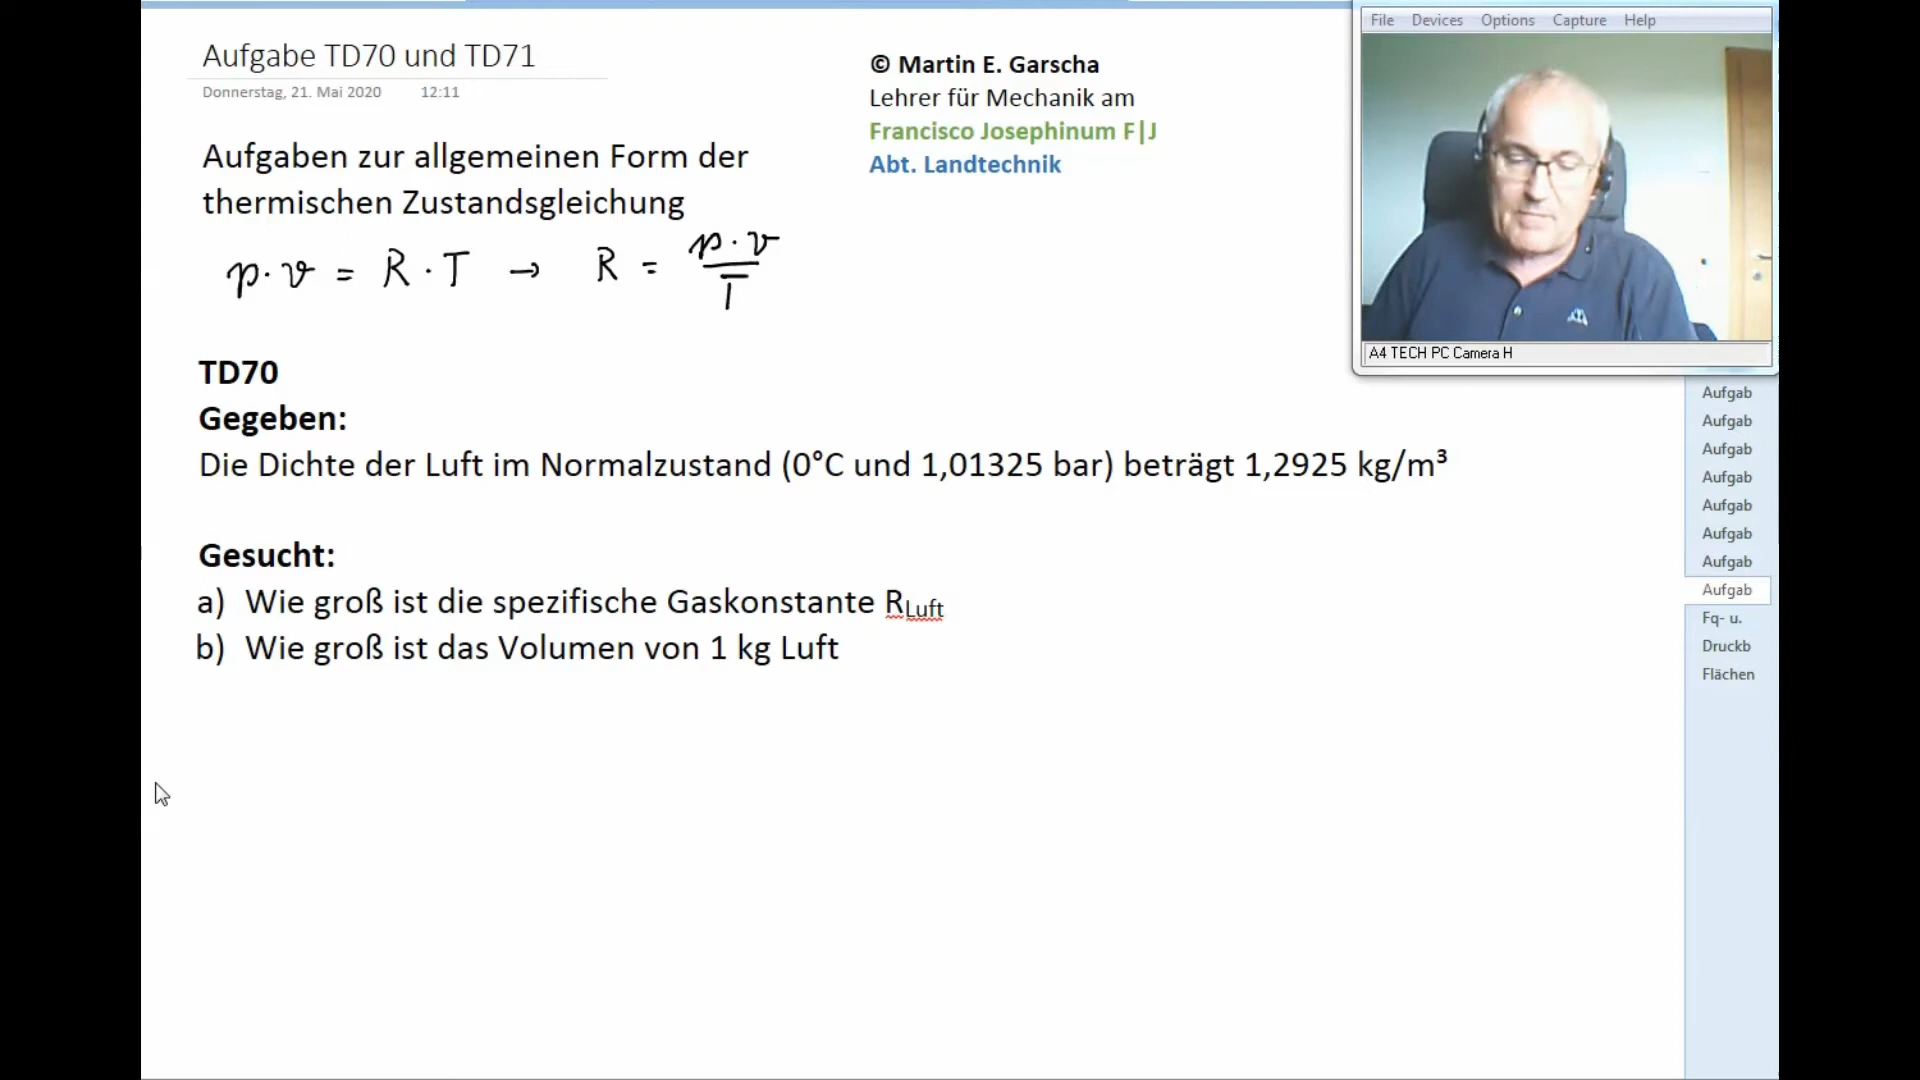 Aufgabe TD70 und TD71
Donnerstag, 21. Mai 2020 12:11
© Martin E. Garscha
Lehrer für Mechanik am
Francisco Josephinum F|J
Abt. Landtechnik
Aufgaben zur allgemeinen Form der
thermischen Zustandsgleichung
p·v = R·T → R = p·v / T
TD70
Gegeben:
Die Dichte der Luft im Normalzustand (0°C und 1,01325 bar) beträgt 1,2925 kg/m³
Gesucht:
a) Wie groß ist die spezifische Gaskonstante R_Luft
b) Wie groß ist das Volumen von 1 kg Luft
File Devices Options Capture Help
A4 TECH PC Camera H
Aufgab
Aufgab
Aufgab
Aufgab
Aufgab
Aufgab
Aufgab
Aufgab
Fq- u.
Druckb
Flächen